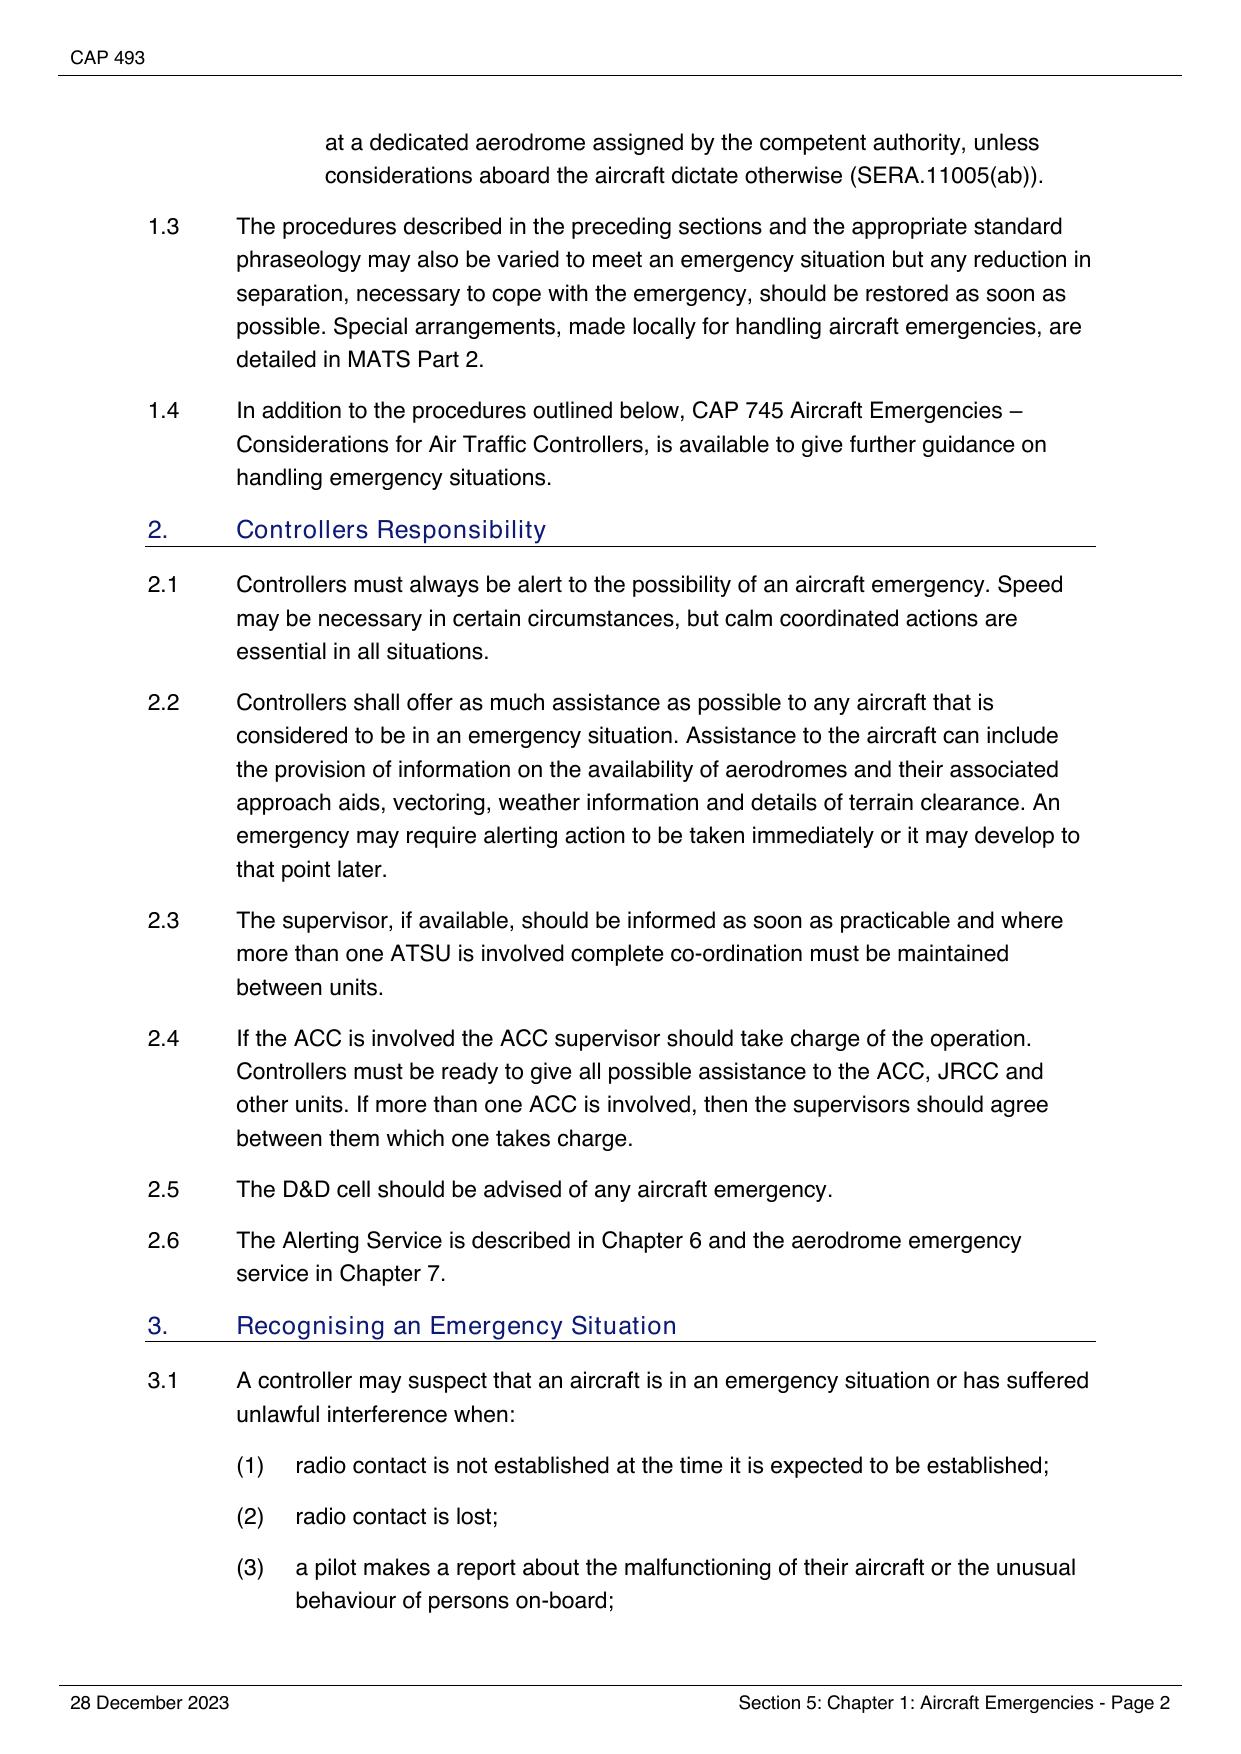 CAP 493
at a dedicated aerodrome assigned by the competent authority, unless
considerations aboard the aircraft dictate otherwise (SERA.11005(ab)).
1.3 The procedures described in the preceding sections and the appropriate standard
phraseology may also be varied to meet an emergency situation but any reduction in
separation, necessary to cope with the emergency, should be restored as soon as
possible. Special arrangements, made locally for handling aircraft emergencies, are
detailed in MATS Part 2.
1.4 In addition to the procedures outlined below, CAP 745 Aircraft Emergencies –
Considerations for Air Traffic Controllers, is available to give further guidance on
handling emergency situations.
2. Controllers Responsibility
2.1 Controllers must always be alert to the possibility of an aircraft emergency. Speed
may be necessary in certain circumstances, but calm coordinated actions are
essential in all situations.
2.2 Controllers shall offer as much assistance as possible to any aircraft that is
considered to be in an emergency situation. Assistance to the aircraft can include
the provision of information on the availability of aerodromes and their associated
approach aids, vectoring, weather information and details of terrain clearance. An
emergency may require alerting action to be taken immediately or it may develop to
that point later.
2.3 The supervisor, if available, should be informed as soon as practicable and where
more than one ATSU is involved complete co-ordination must be maintained
between units.
2.4 If the ACC is involved the ACC supervisor should take charge of the operation.
Controllers must be ready to give all possible assistance to the ACC, JRCC and
other units. If more than one ACC is involved, then the supervisors should agree
between them which one takes charge.
2.5 The D&D cell should be advised of any aircraft emergency.
2.6 The Alerting Service is described in Chapter 6 and the aerodrome emergency
service in Chapter 7.
3. Recognising an Emergency Situation
3.1 A controller may suspect that an aircraft is in an emergency situation or has suffered
unlawful interference when:
(1) radio contact is not established at the time it is expected to be established;
(2) radio contact is lost;
(3) a pilot makes a report about the malfunctioning of their aircraft or the unusual
behaviour of persons on-board;
28 December 2023 Section 5: Chapter 1: Aircraft Emergencies - Page 2